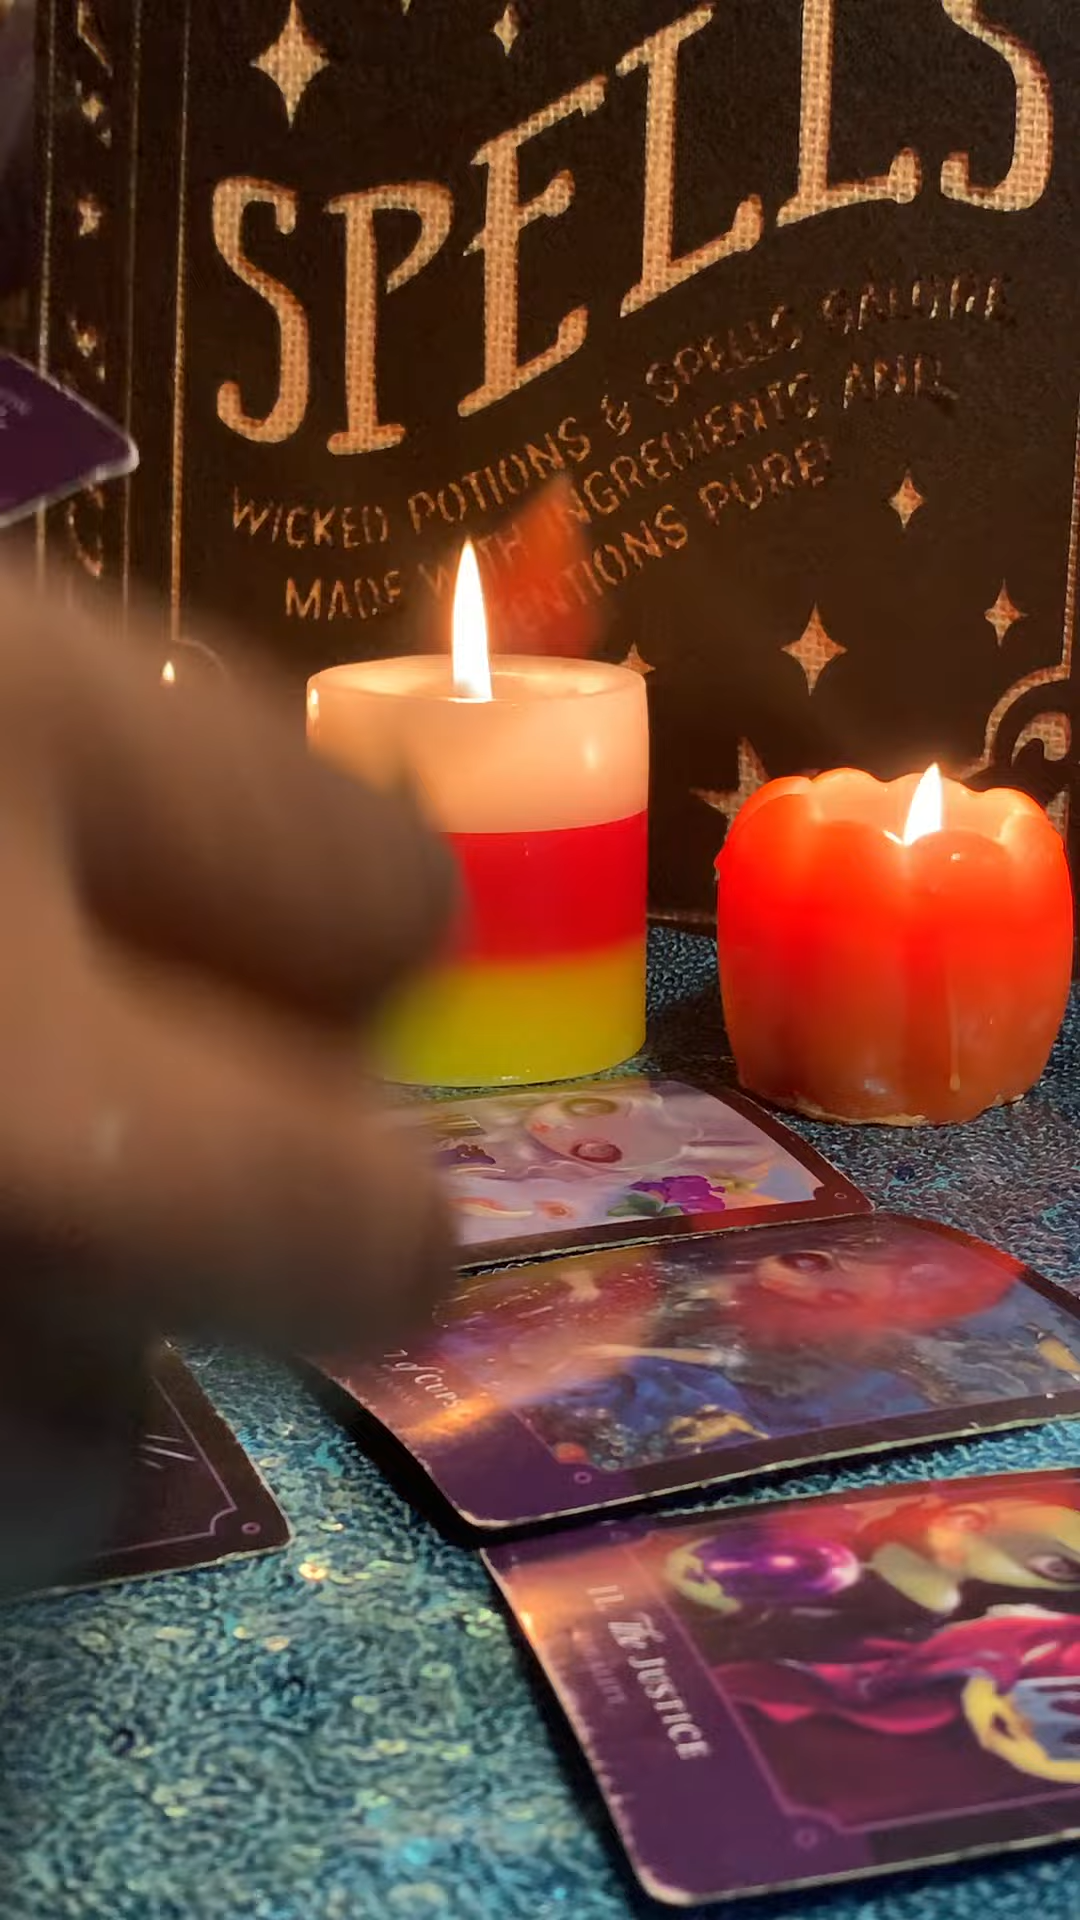 SPELLS
WICKED POTIONS & SPELLS GALORE
MADE WITH INGREDIENTS AND
INTENTIONS PURE!
7 of CUPS
11. The JUSTICE